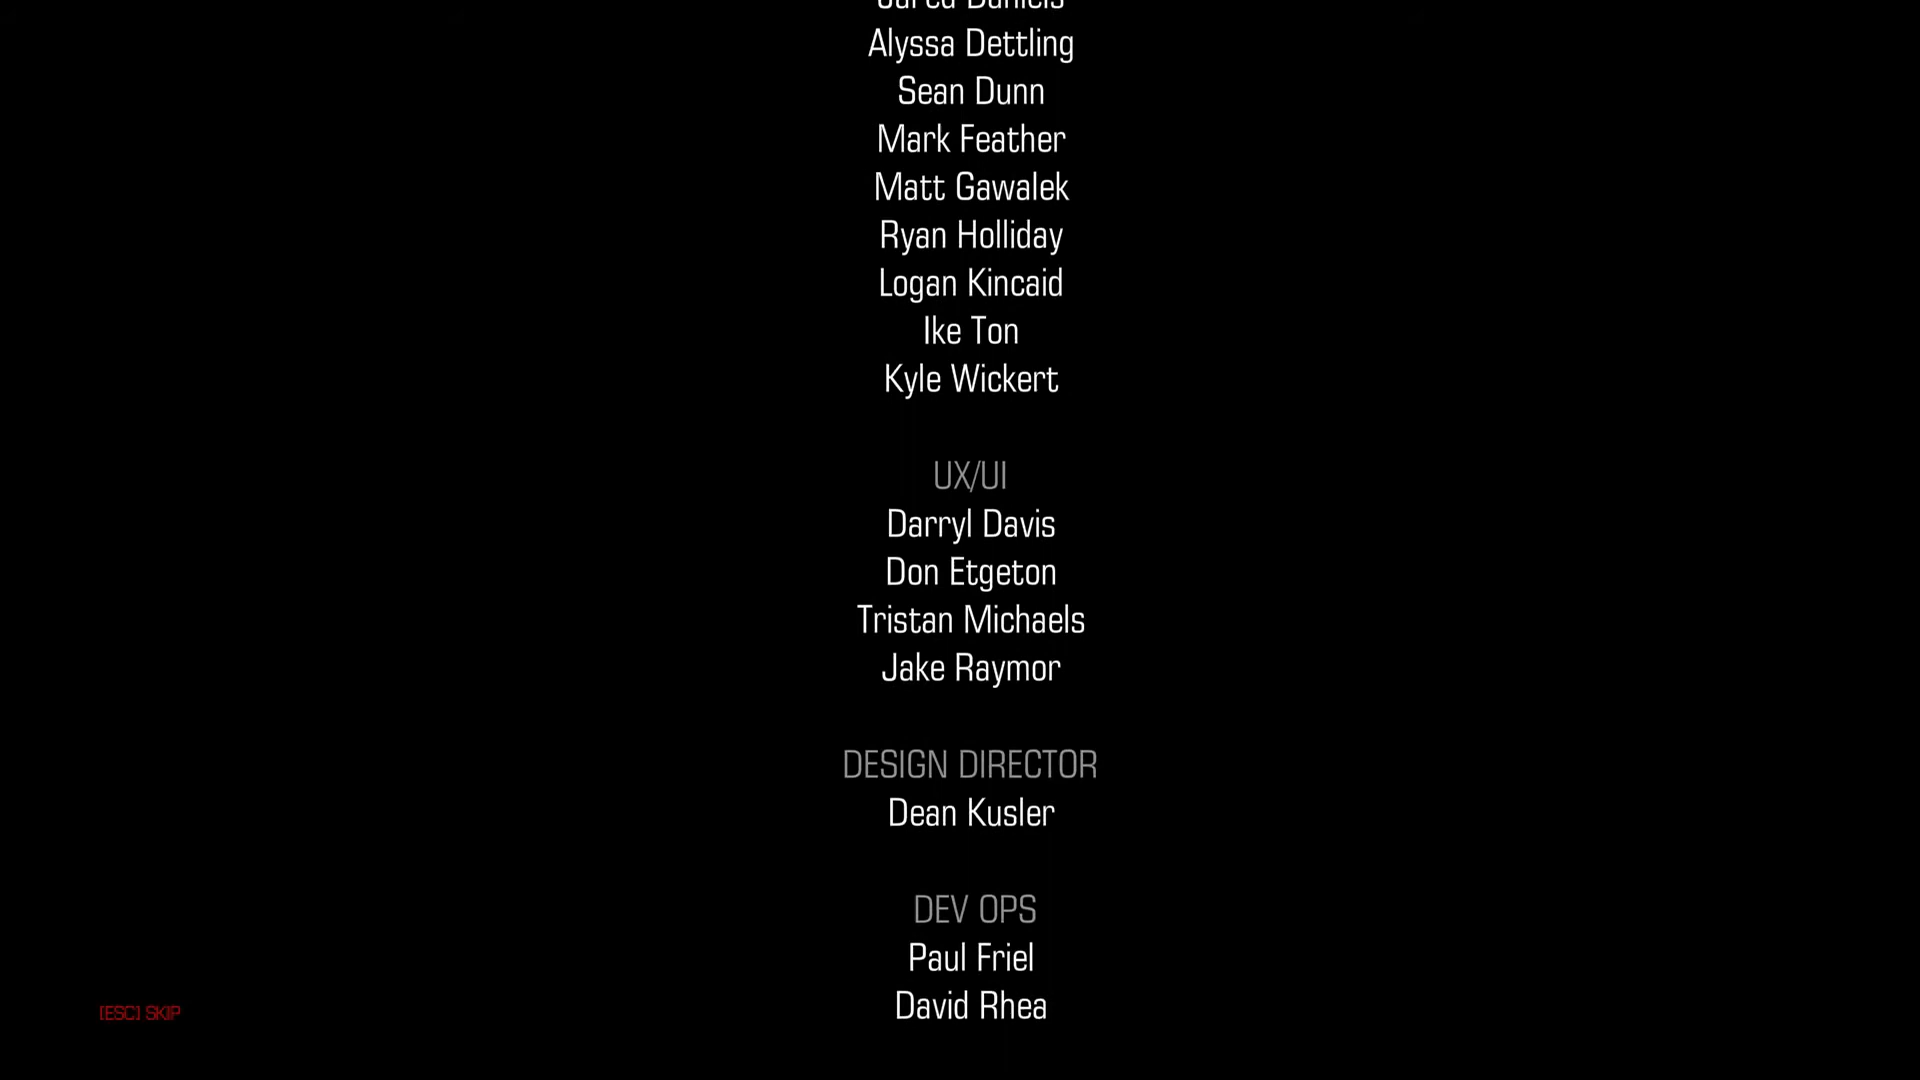 Jared Daniels
Alyssa Dettling
Sean Dunn
Mark Feather
Matt Gawalek
Ryan Holliday
Logan Kincaid
Ike Ton
Kyle Wickert
UX/UI
Darryl Davis
Don Etgeton
Tristan Michaels
Jake Raymor
DESIGN DIRECTOR
Dean Kusler
DEV OPS
Paul Friel
David Rhea
[ESC] SKIP